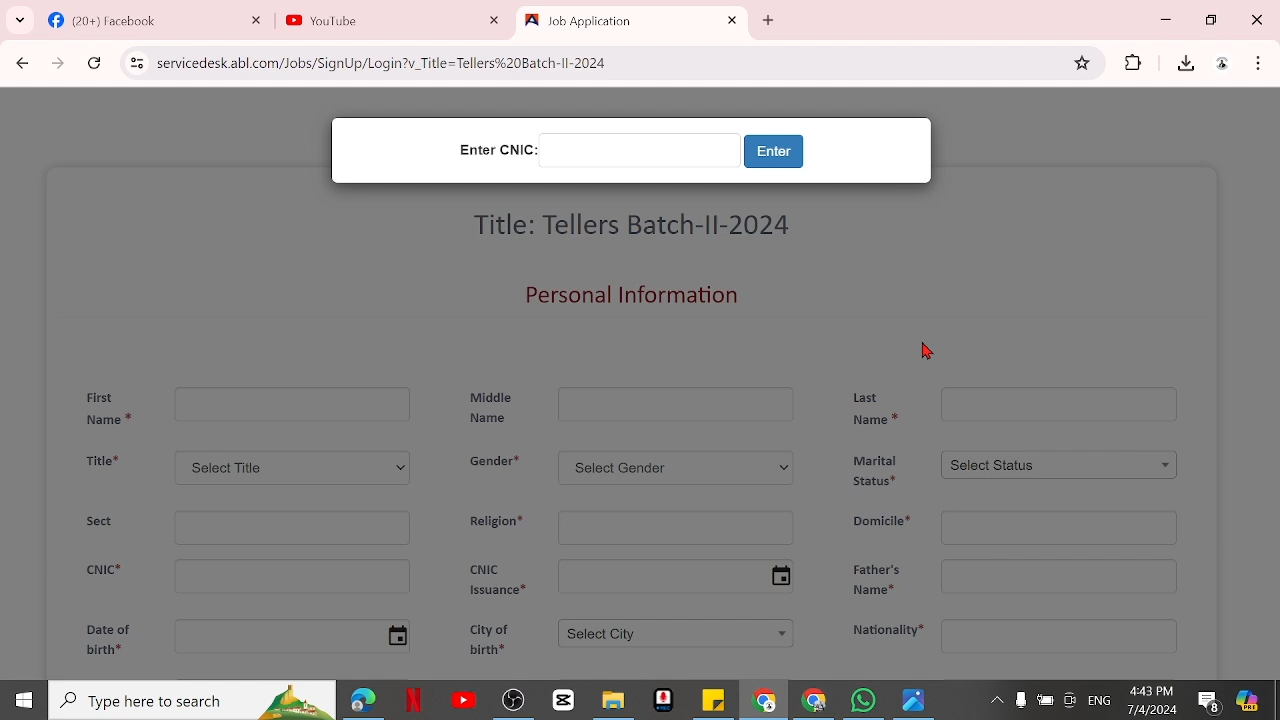 (20+) Facebook
YouTube
Job Application
servicedesk.abl.com/Jobs/SignUp/Login?v_Title=Tellers%20Batch-II-2024
Enter CNIC:
Enter
Title: Tellers Batch-II-2024
Personal Information
First Name *
Middle Name
Last Name *
Title*
Select Title
Gender*
Select Gender
Marital Status*
Select Status
Sect
Religion*
Domicile*
CNIC*
CNIC Issuance*
Father's Name*
Date of birth*
City of birth*
Select City
Nationality*
Type here to search
REC
ENG
4:43 PM
7/4/2024
8
PRE